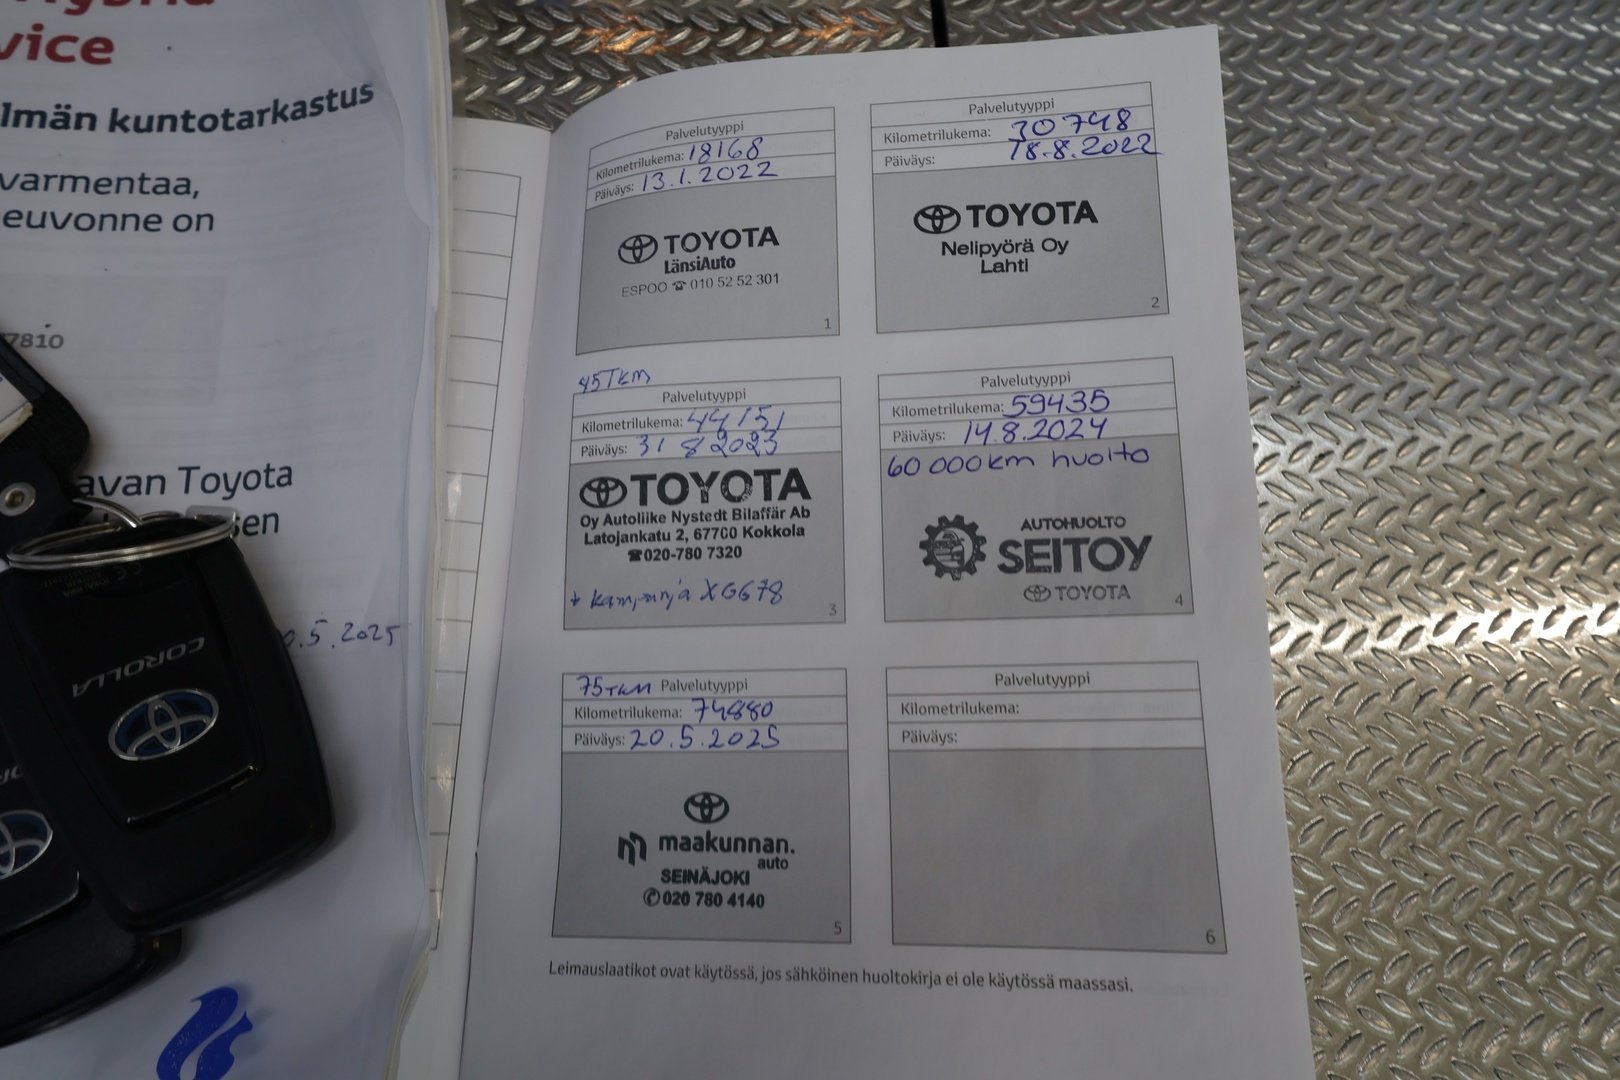 vice
lmän kuntotarkastus
varmentaa,
euvonne on
7810
avan Toyota
sen
0.5.2025
COROLLA
Palvelutyyppi
Kilometrilukema: 18168
Päiväys: 13.1.2022
TOYOTA
LänsiAuto
ESPOO ☎ 010 52 52 301
1
Palvelutyyppi
Kilometrilukema: 30748
Päiväys: 18.8.2022
TOYOTA
Nelipyörä Oy
Lahti
2
45TKM
Palvelutyyppi
Kilometrilukema: 44151
Päiväys: 31 8 2023
TOYOTA
Oy Autoliike Nystedt Bilaffär Ab
Latojankatu 2, 67700 Kokkola
☎020-780 7320
+ kampanja XGG78
3
Palvelutyyppi
Kilometrilukema: 59435
Päiväys: 14.8.2024
60 000km huolto
AUTOHUOLTO
SEITOY
TOYOTA
4
75TKM Palvelutyyppi
Kilometrilukema: 74880
Päiväys: 20.5.2025
maakunnan.
auto
SEINÄJOKI
✆020 780 4140
5
Palvelutyyppi
Kilometrilukema:
Päiväys:
6
Leimauslaatikot ovat käytössä, jos sähköinen huoltokirja ei ole käytössä maassasi.